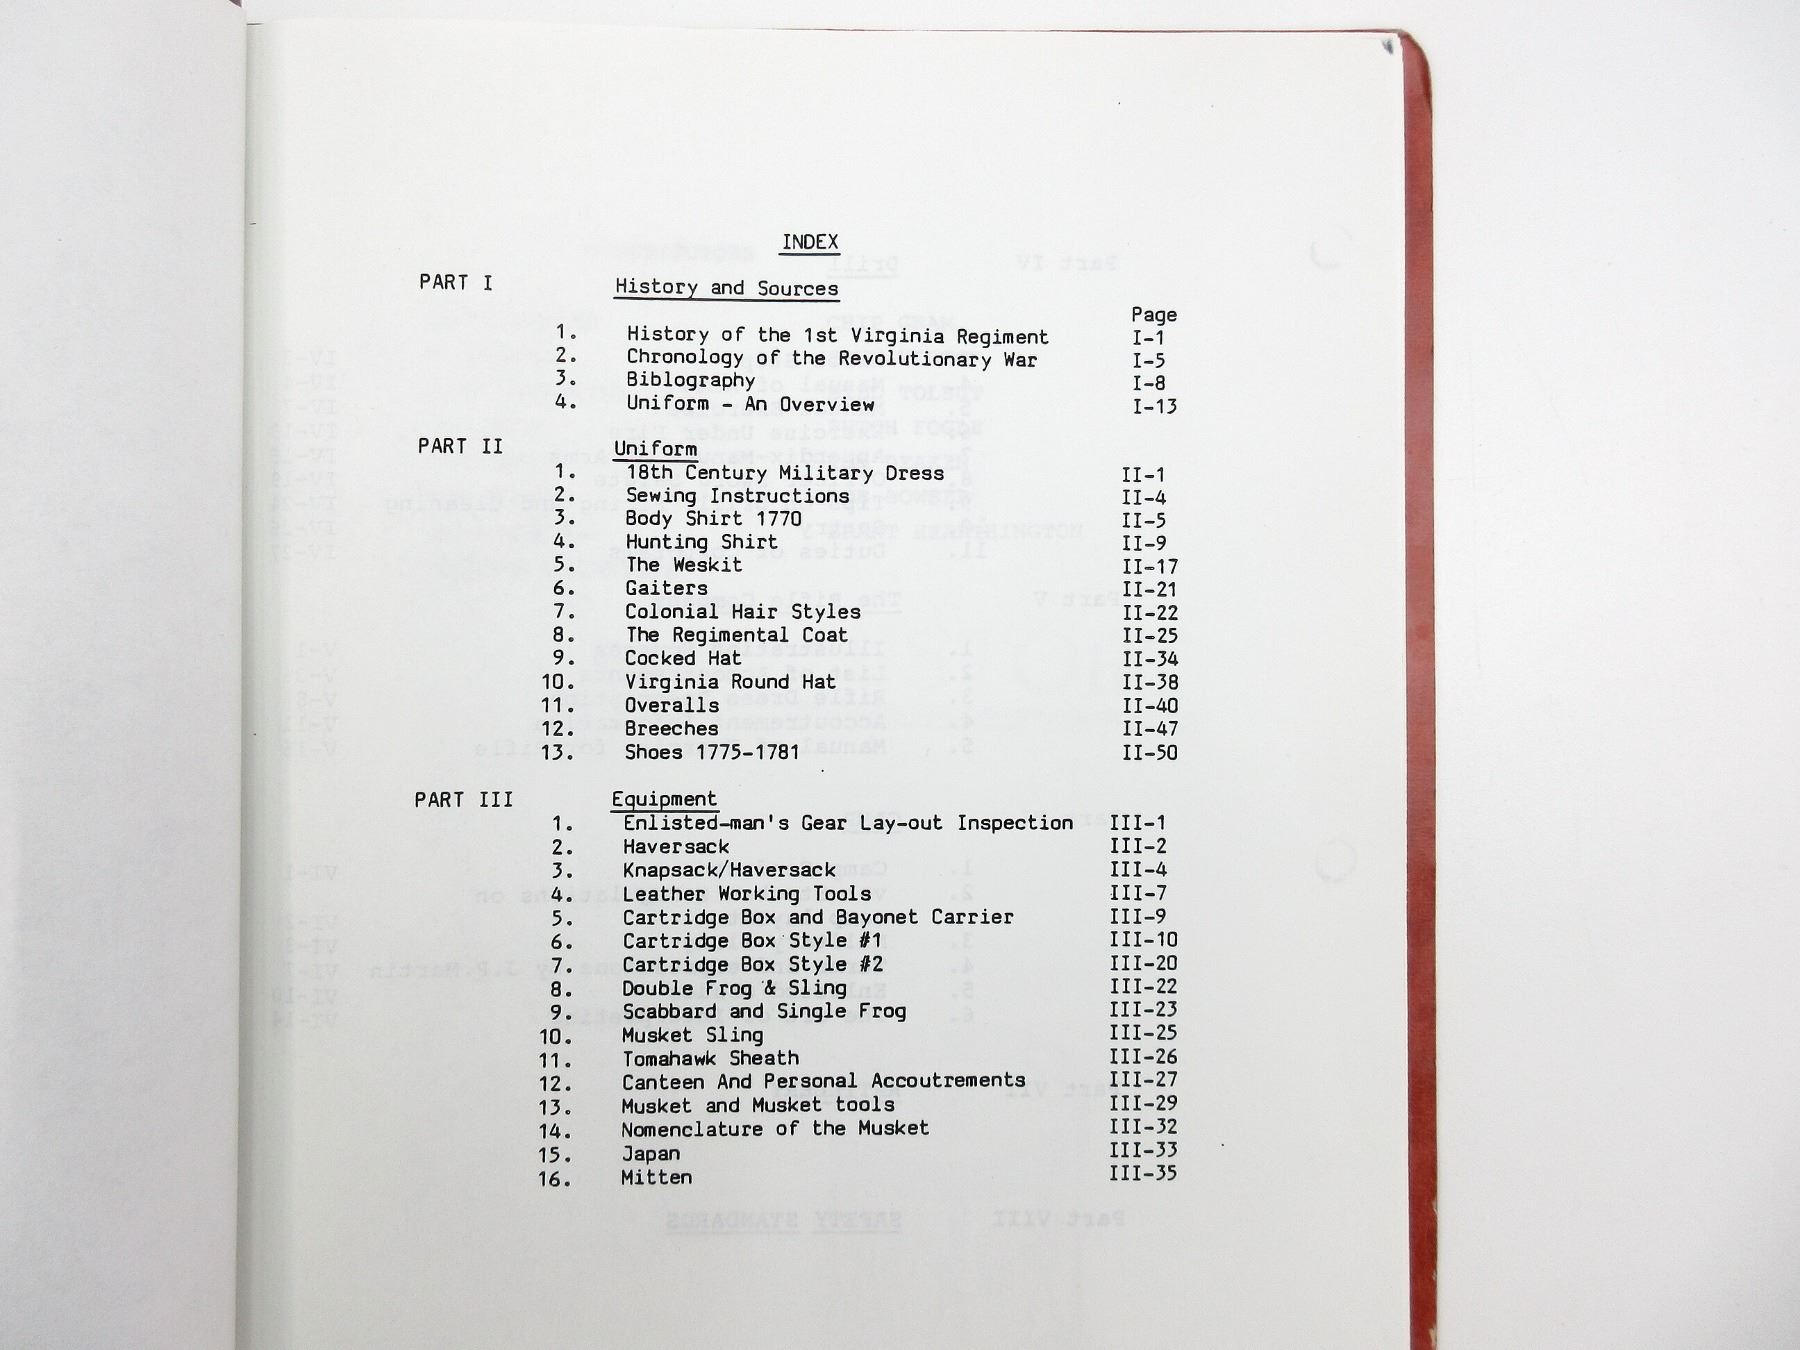 INDEX
PART I History and Sources
Page
1. History of the 1st Virginia Regiment I-1
2. Chronology of the Revolutionary War I-5
3. Biblography I-8
4. Uniform - An Overview I-13
PART II Uniform
1. 18th Century Military Dress II-1
2. Sewing Instructions II-4
3. Body Shirt 1770 II-5
4. Hunting Shirt II-9
5. The Weskit II-17
6. Gaiters II-21
7. Colonial Hair Styles II-22
8. The Regimental Coat II-25
9. Cocked Hat II-34
10. Virginia Round Hat II-38
11. Overalls II-40
12. Breeches II-47
13. Shoes 1775-1781 II-50
PART III Equipment
1. Enlisted-man's Gear Lay-out Inspection III-1
2. Haversack III-2
3. Knapsack/Haversack III-4
4. Leather Working Tools III-7
5. Cartridge Box and Bayonet Carrier III-9
6. Cartridge Box Style #1 III-10
7. Cartridge Box Style #2 III-20
8. Double Frog & Sling III-22
9. Scabbard and Single Frog III-23
10. Musket Sling III-25
11. Tomahawk Sheath III-26
12. Canteen And Personal Accoutrements III-27
13. Musket and Musket tools III-29
14. Nomenclature of the Musket III-32
15. Japan III-33
16. Mitten III-35